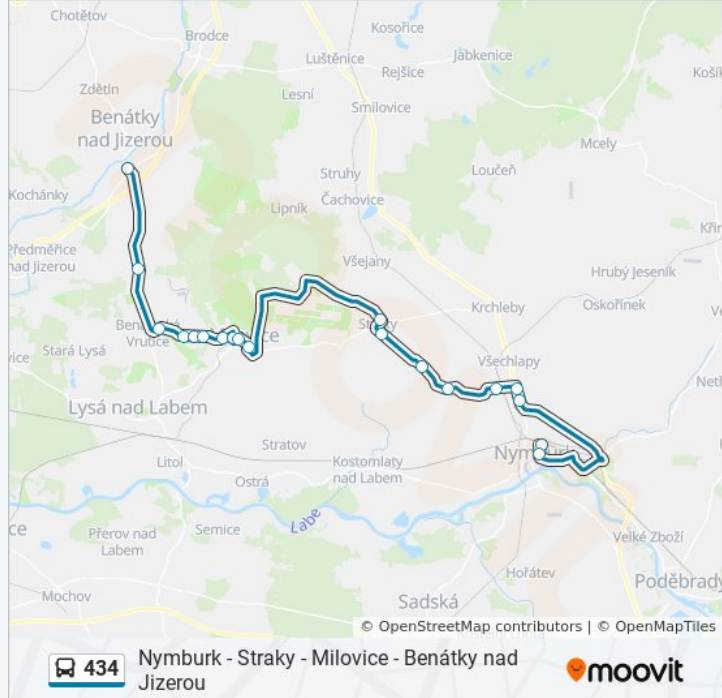 Chotětov
Brodce
Kosořice
Luštěnice
Jabkenice
Rejšice
Zdětín
Lesní
Smilovice
Benátky
nad Jizerou
Mcely
Loučeň
Struhy
Čachovice
Kochánky
Lipník
Předměřice
nad Jizerou
Všejany
Hrubý Jeseník
Oskořínek
Krchleby
Vrutice
Stará Lysá
Všechlapy
Lysá nad Labem
Stratov
Nymburk
Litol
Ostrá
Kostomlaty
nad Labem
Labe
Přerov nad
Labem
Semice
Velké Zboží
Hořátev
Poděbrady
Mochov
Sadská
© OpenStreetMap contributors | © OpenMapTiles
434
Nymburk - Straky - Milovice - Benátky nad
Jizerou
moovit